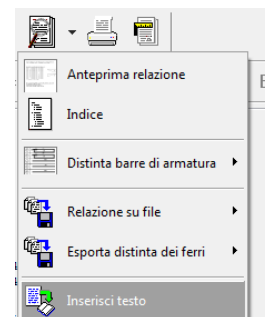 Anteprima relazione
Indice
Distinta barre di armatura
Relazione su file
Esporta distinta dei ferri
Inserisci testo